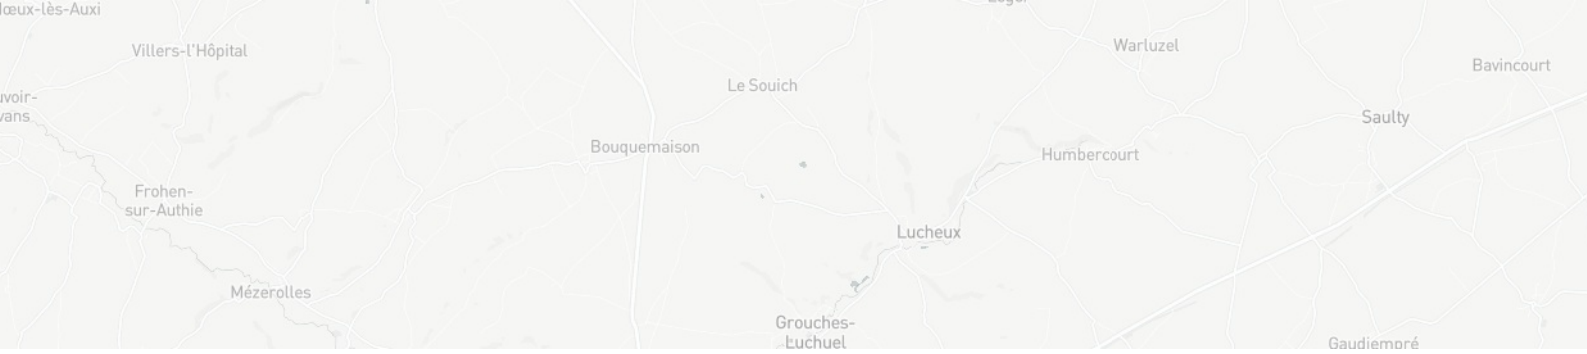 Villers-l'Hôpital
Warluzel
Bavincourt
Le Souich
Saulty
Bouquemaison
Humbercourt
Frohen-
sur-Authie
Lucheux
Mézerolles
Grouches-
Luchuel
Gaudiempré